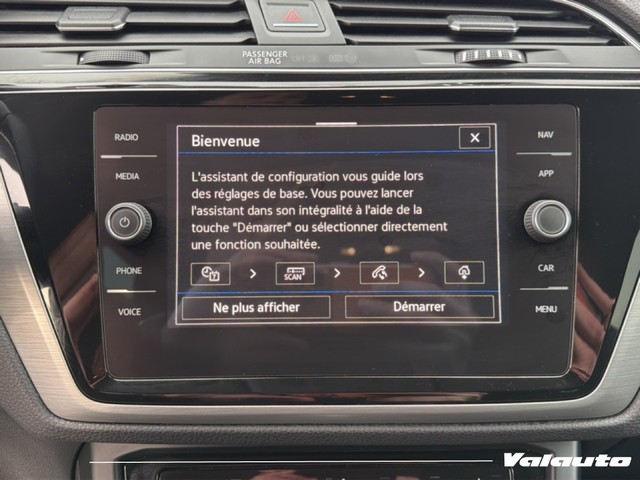 PASSENGER
AIR BAG
RADIO
MEDIA
PHONE
VOICE
NAV
APP
CAR
MENU
Bienvenue
L'assistant de configuration vous guide lors
des réglages de base. Vous pouvez lancer
l'assistant dans son intégralité à l'aide de la
touche "Démarrer" ou sélectionner directement
une fonction souhaitée.
SCAN
Ne plus afficher
Démarrer
Valauto